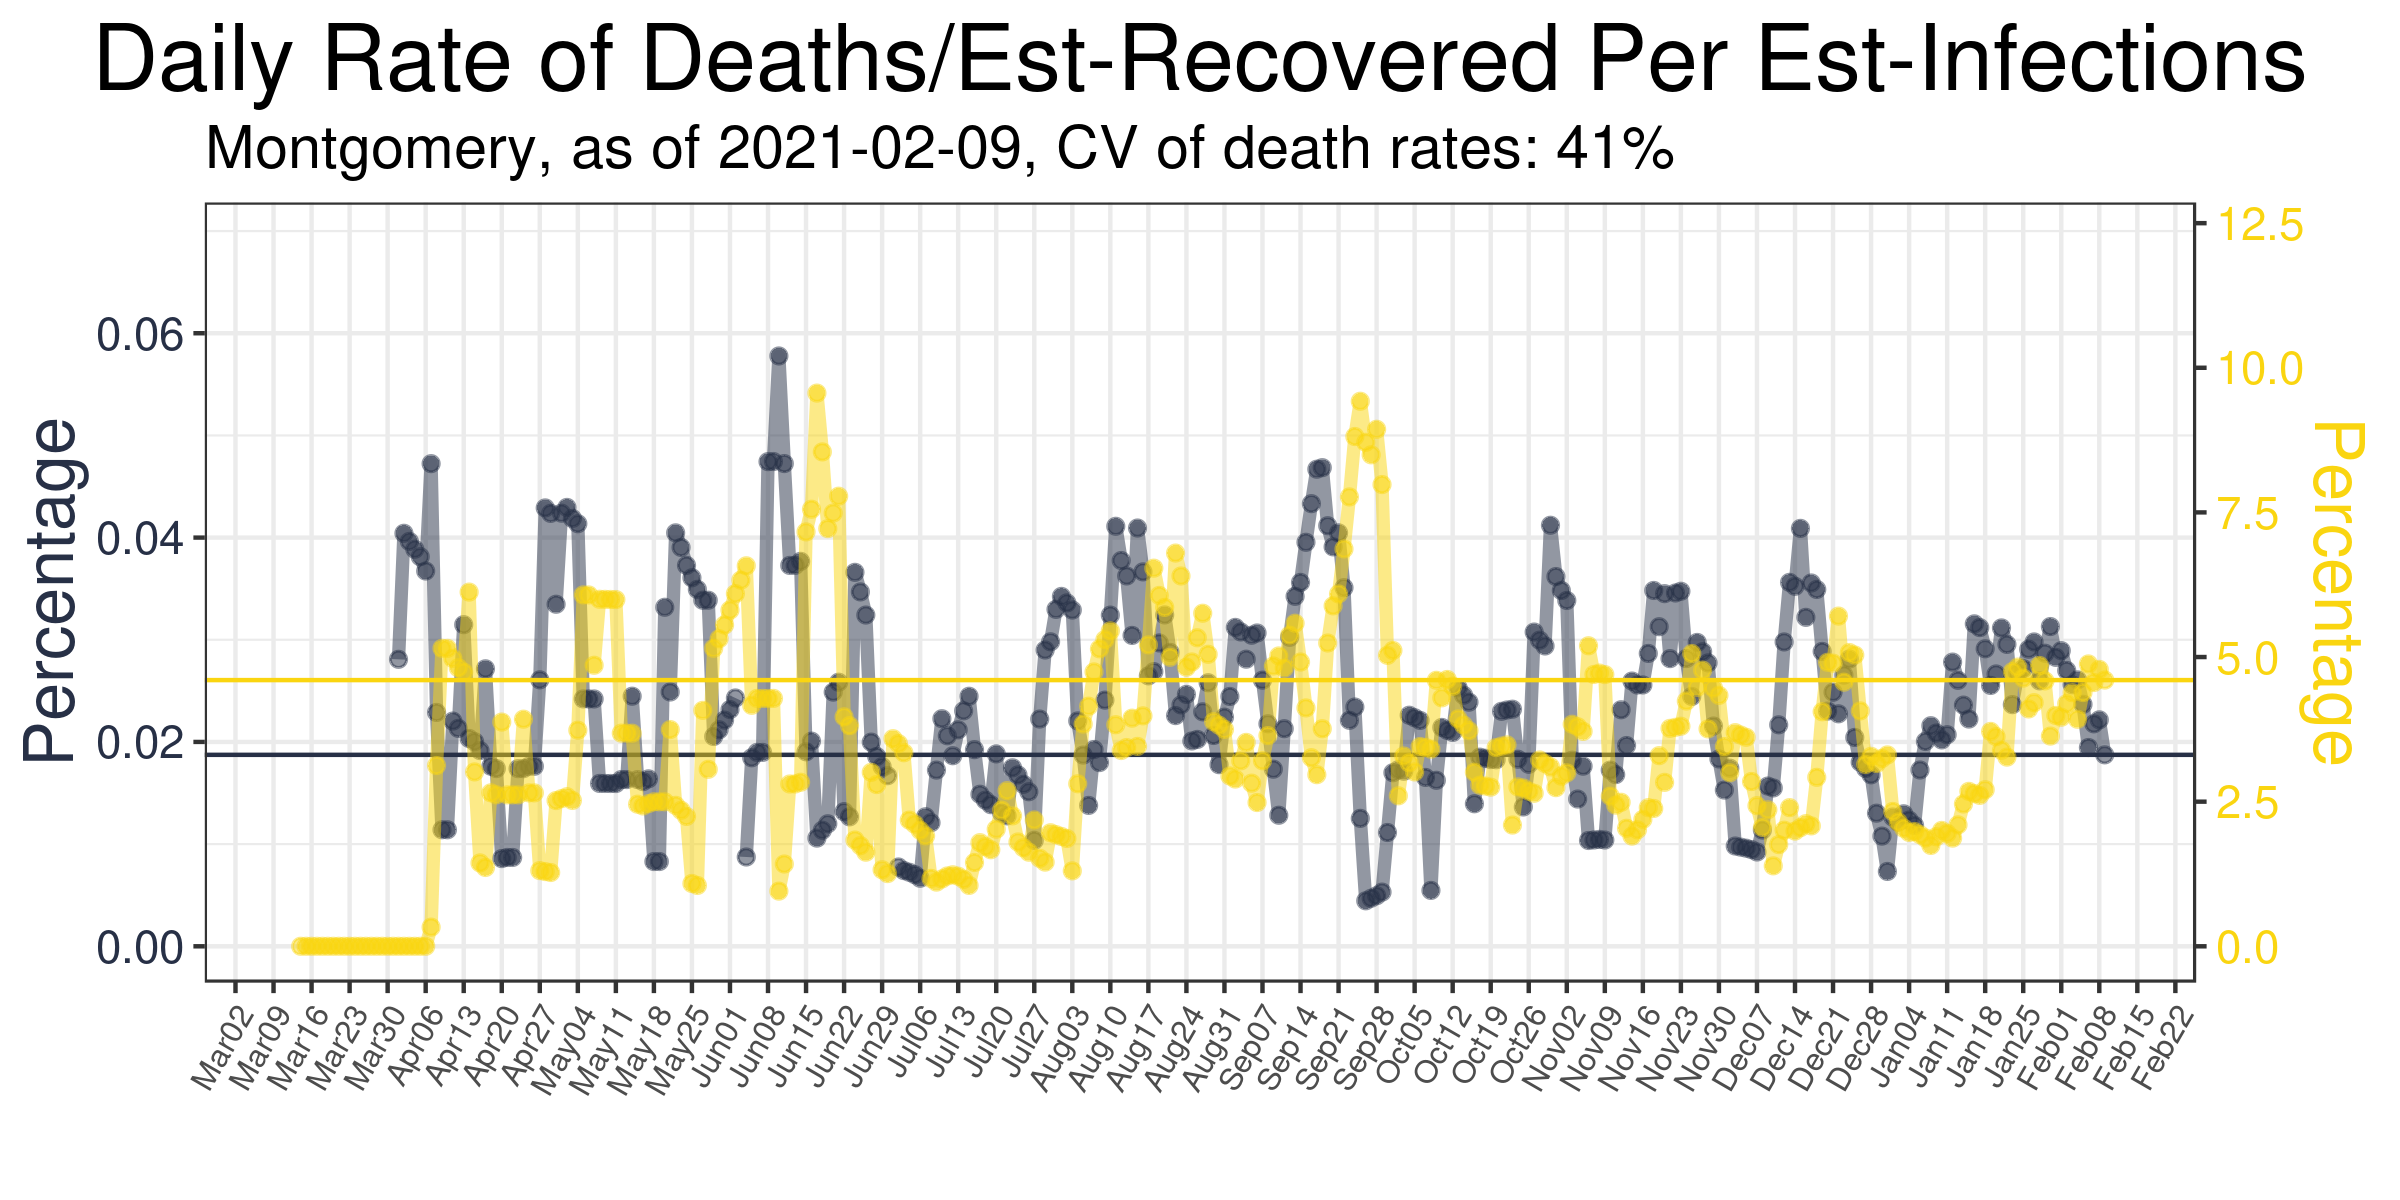 Daily Rate of Deaths/Est-Recovered Per Est-Infections
Montgomery, as of 2021-02-09, CV of death rates: 41%
Percentage
0.06
0.04
0.02
0.00
12.5
10.0
7.5
5.0
2.5
0.0
Percentage
Mar02
Mar09
Mar16
Mar23
Mar30
Apr06
Apr13
Apr20
Apr27
May04
May11
May18
May25
Jun01
Jun08
Jun15
Jun22
Jun29
Jul06
Jul13
Jul20
Jul27
Aug03
Aug10
Aug17
Aug24
Aug31
Sep07
Sep14
Sep21
Sep28
Oct05
Oct12
Oct19
Oct26
Nov02
Nov09
Nov16
Nov23
Nov30
Dec07
Dec14
Dec21
Dec28
Jan04
Jan11
Jan18
Jan25
Feb01
Feb08
Feb15
Feb22